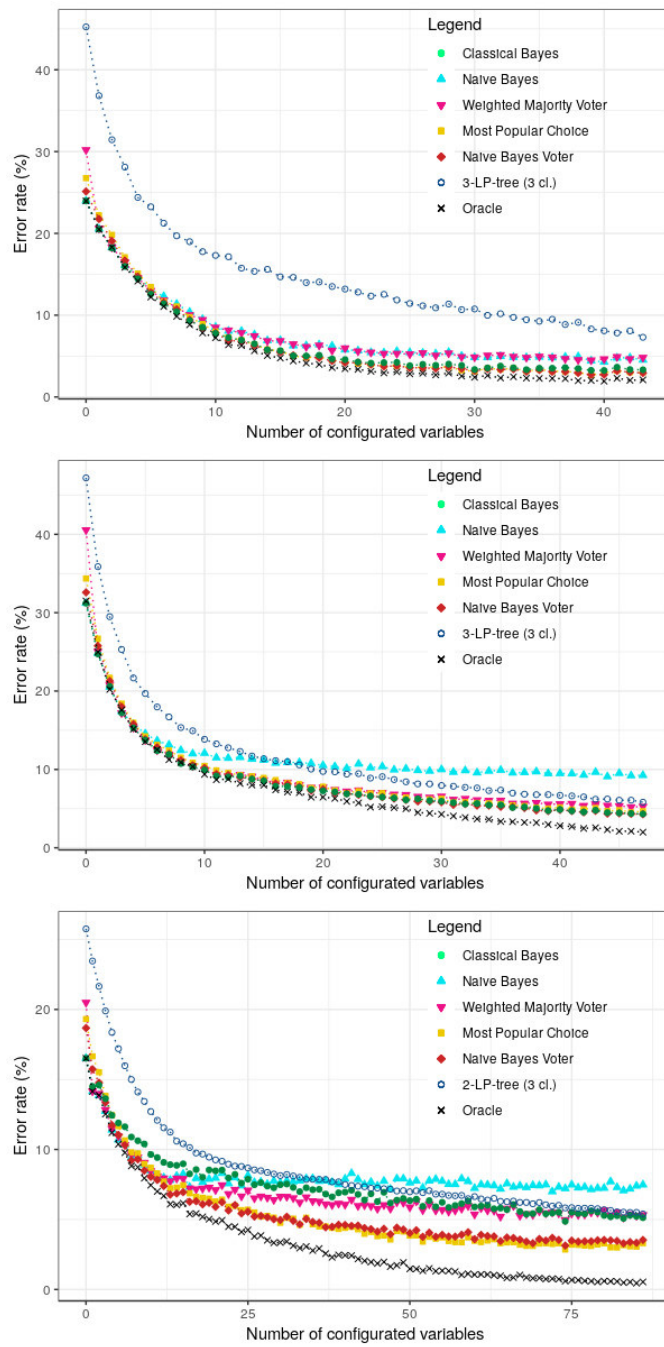 Legend
Classical Bayes
Naive Bayes
Weighted Majority Voter
Most Popular Choice
Naive Bayes Voter
3-LP-tree (3 cl.)
Oracle
Error rate (%)
40
30
20
10
0
0
10
20
30
40
Number of configurated variables
Legend
Classical Bayes
Naive Bayes
Weighted Majority Voter
Most Popular Choice
Naive Bayes Voter
3-LP-tree (3 cl.)
Oracle
Error rate (%)
40
30
20
10
0
0
10
20
30
40
Number of configurated variables
Legend
Classical Bayes
Naive Bayes
Weighted Majority Voter
Most Popular Choice
Naive Bayes Voter
2-LP-tree (3 cl.)
Oracle
Error rate (%)
20
10
0
0
25
50
75
Number of configurated variables